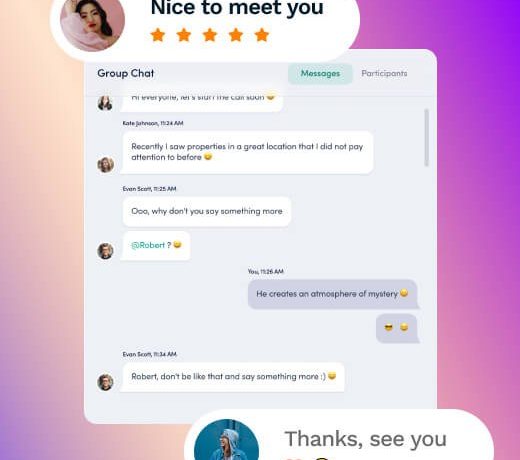 Nice to meet you
Group Chat
Messages
Participants
Hi everyone, let's start the call soon 😄
Kate Johnson, 11:24 AM
Recently I saw properties in a great location that I did not pay
attention to before 😄
Evan Scott, 11:25 AM
Ooo, why don't you say something more
@Robert ? 😄
You, 11:26 AM
He creates an atmosphere of mystery 😄
😎 😄
Evan Scott, 11:34 AM
Robert, don't be like that and say something more :) 😄
Thanks, see you